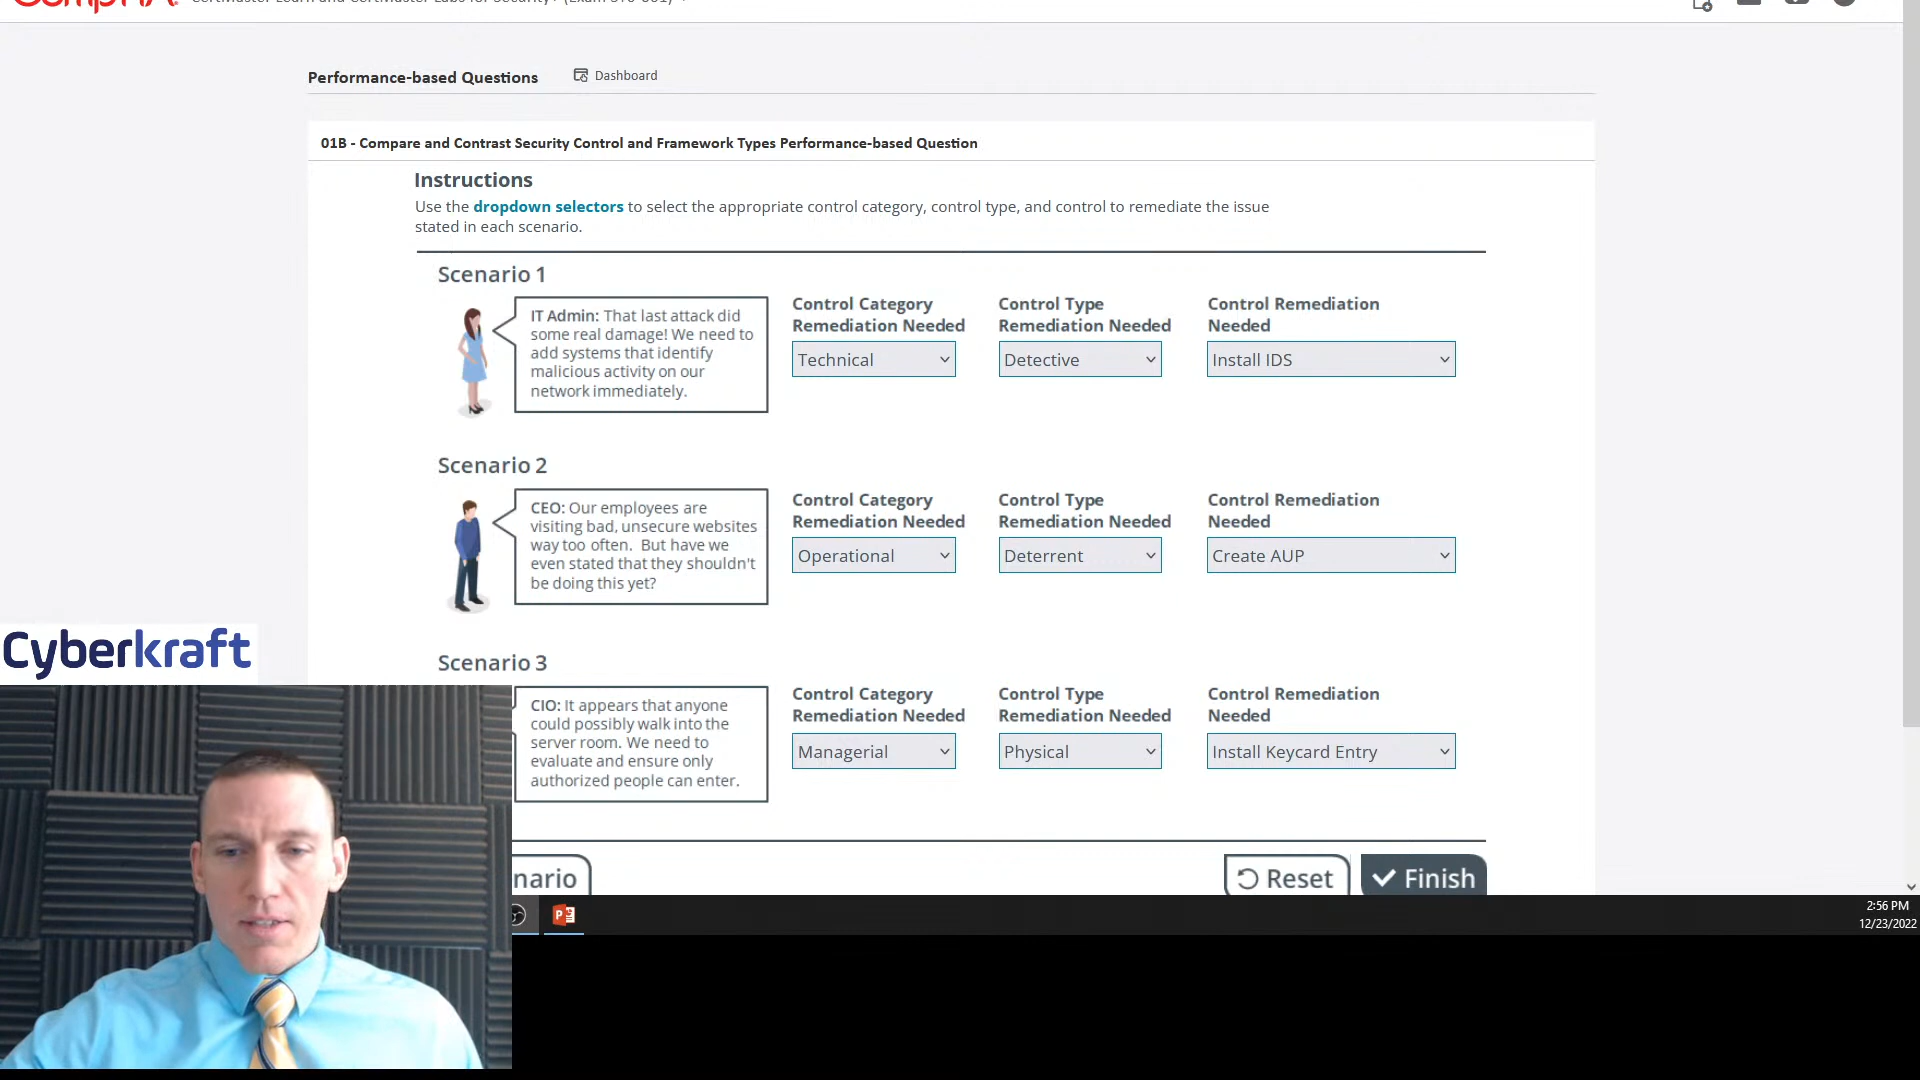 Performance-based Questions
Dashboard
01B - Compare and Contrast Security Control and Framework Types Performance-based Question
Instructions
Use the dropdown selectors to select the appropriate control category, control type, and control to remediate the issue
stated in each scenario.
Scenario 1
IT Admin: That last attack did
some real damage! We need to
add systems that identify
malicious activity on our
network immediately.
Control Category
Remediation Needed
Technical
Control Type
Remediation Needed
Detective
Control Remediation
Needed
Install IDS
Scenario 2
CEO: Our employees are
visiting bad, unsecure websites
way too often. But have we
even stated that they shouldn't
be doing this yet?
Control Category
Remediation Needed
Operational
Control Type
Remediation Needed
Deterrent
Control Remediation
Needed
Create AUP
Scenario 3
CIO: It appears that anyone
could possibly walk into the
server room. We need to
evaluate and ensure only
authorized people can enter.
Control Category
Remediation Needed
Managerial
Control Type
Remediation Needed
Physical
Control Remediation
Needed
Install Keycard Entry
Cyberkraft
nario
Reset
Finish
2:56 PM
12/23/2022